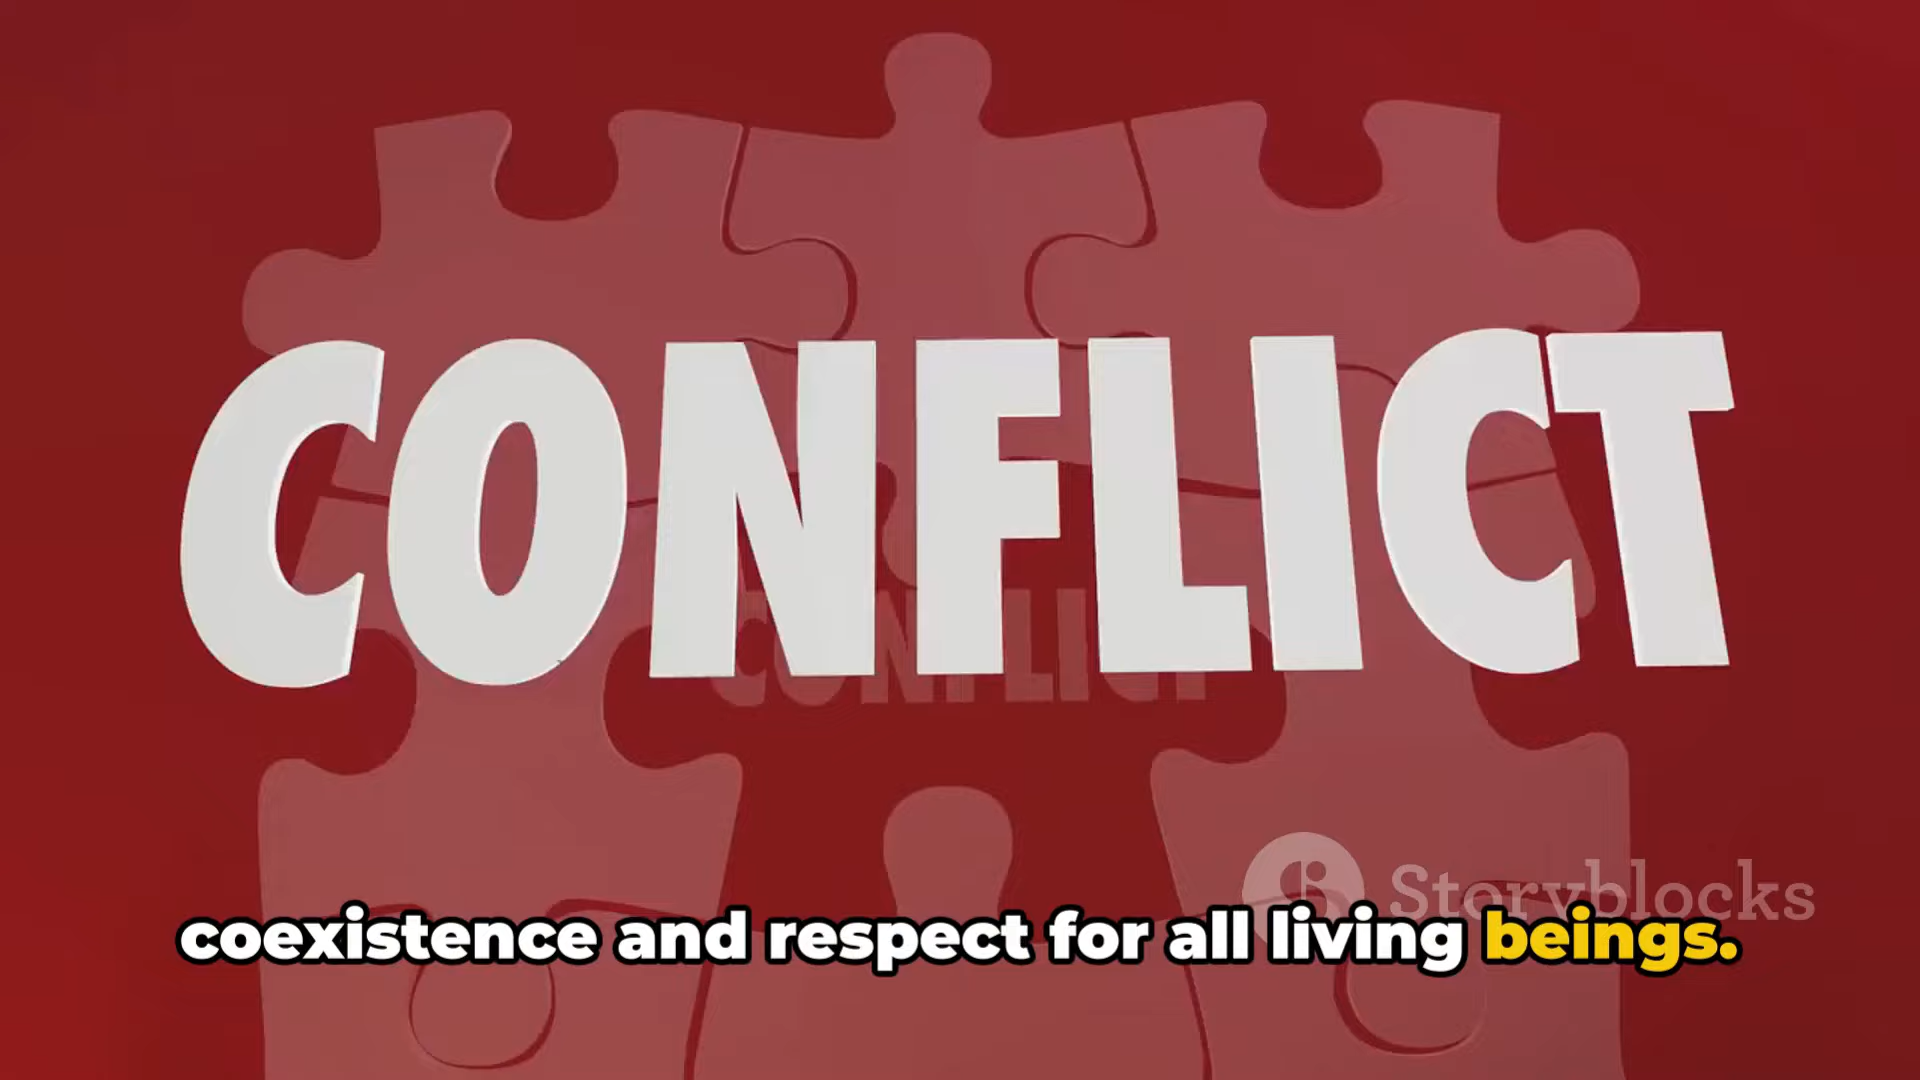 CONFLICT
CONFLICT
Storyblocks
coexistence and respect for all living beings.